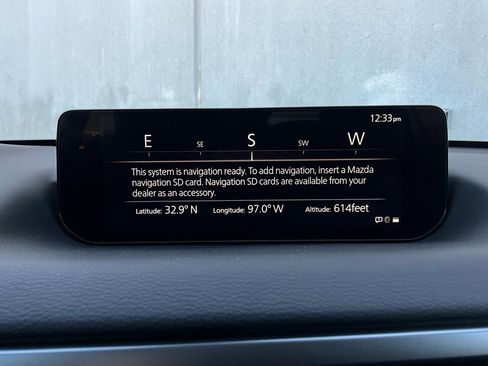 12:33pm
E SE S SW W
This system is navigation ready. To add navigation, insert a Mazda
navigation SD card. Navigation SD cards are available from your
dealer as an accessory.
Latitude: 32.9° N Longitude: 97.0° W Altitude: 614feet